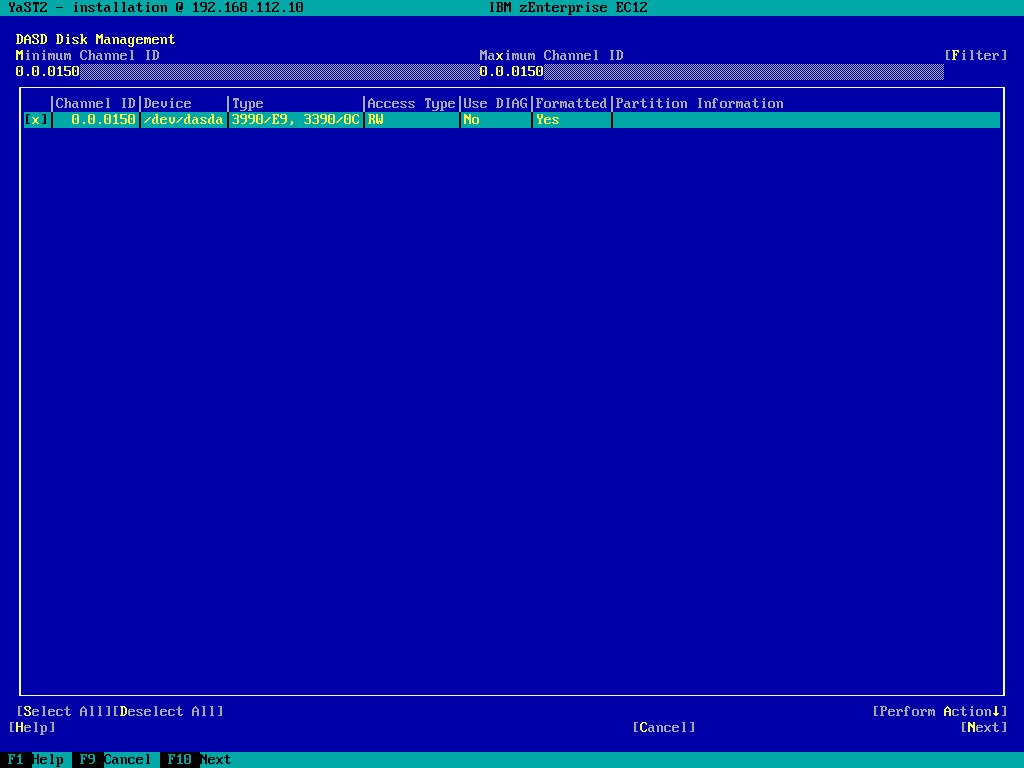 YaST2 - installation @ 192.168.112.10 IBM zEnterprise EC12
DASD Disk Management
Minimum Channel ID Maximum Channel ID [Filter]
0.0.0150 0.0.0150
|Channel ID|Device |Type |Access Type|Use DIAG|Formatted|Partition Information
[x]| 0.0.0150|/dev/dasda|3990/E9, 3390/0C|RW |No |Yes |
[Select All][Deselect All] [Perform Action↓]
[Help] [Cancel] [Next]
F1 Help F9 Cancel F10 Next